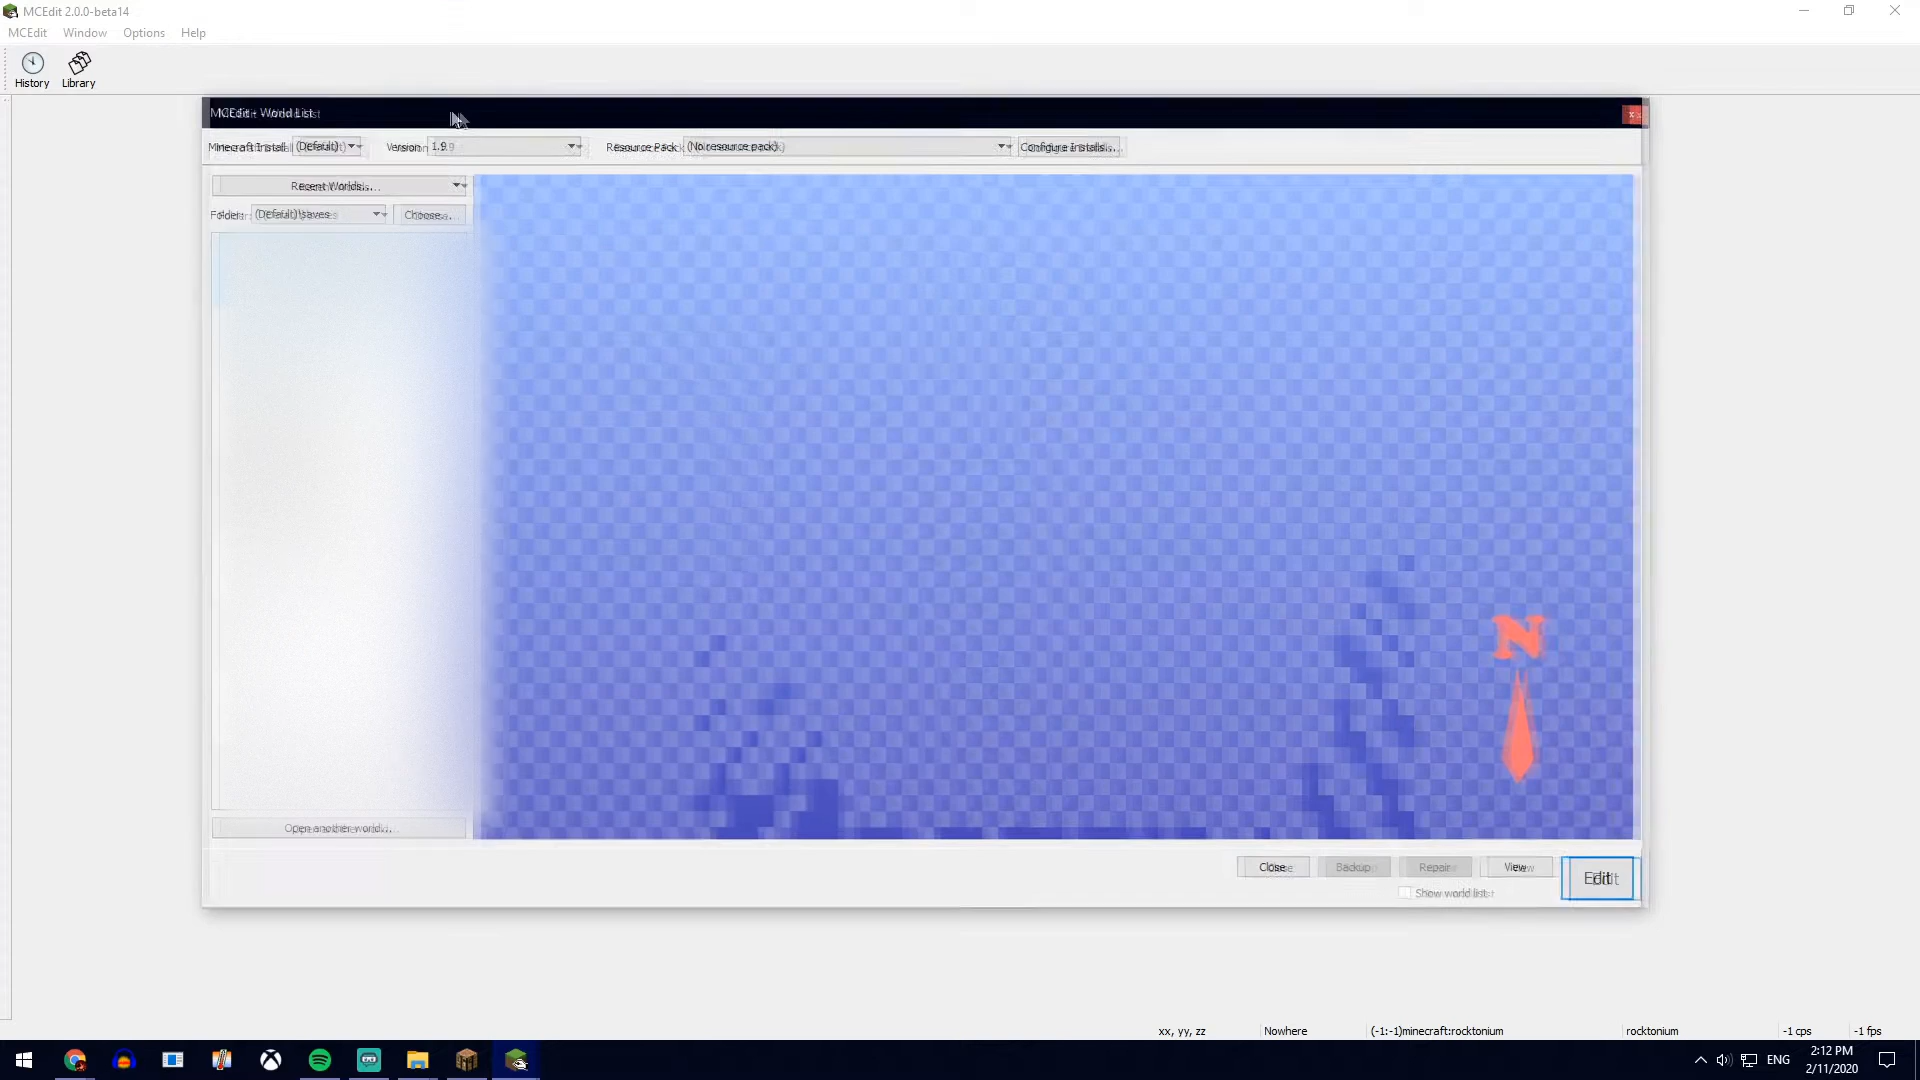 MCEdit 2.0.0-beta14
MCEdit Window Options Help
History Library
MCEdit - World List
Minecraft Install (Default) Version 1.9 Resource Pack (No resource pack) Configure Installs...
Recent Worlds...
Folder: (Default)\saves Choose...
N
Open another world...
Close Backup Repair View Edit
Show world list
xx, yy, zz Nowhere (-1:-1)minecraft:rocktonium rocktonium -1 cps -1 fps
ENG 2:12 PM
2/11/2020